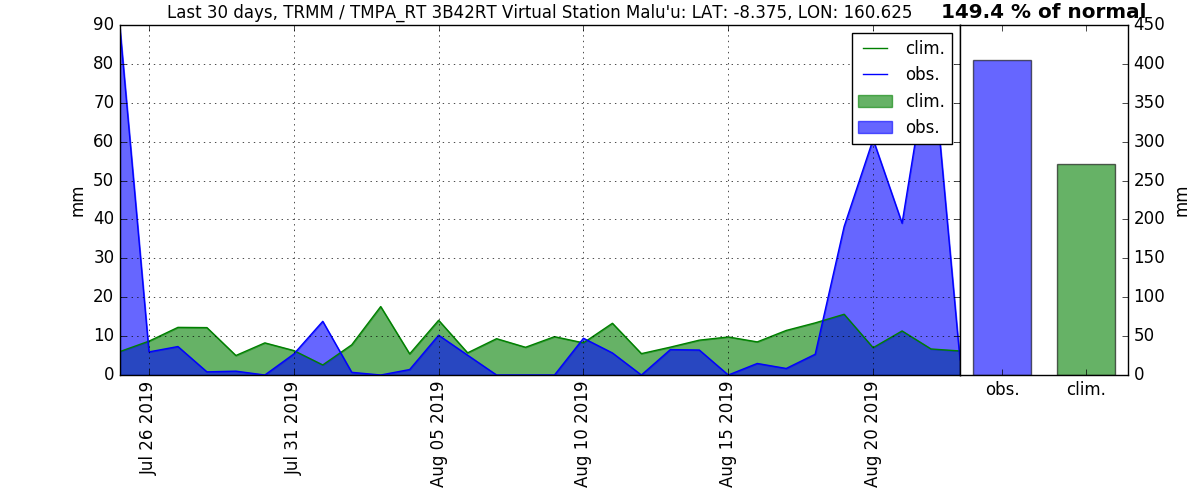 Last 30 days, TRMM / TMPA_RT 3B42RT Virtual Station Malu'u: LAT: -8.375, LON: 160.625
149.4 % of normal
90
80
70
60
50
40
30
20
10
0
mm
clim.
obs.
clim.
obs.
450
400
350
300
250
200
150
100
50
0
mm
Jul 26 2019
Jul 31 2019
Aug 05 2019
Aug 10 2019
Aug 15 2019
Aug 20 2019
obs.
clim.